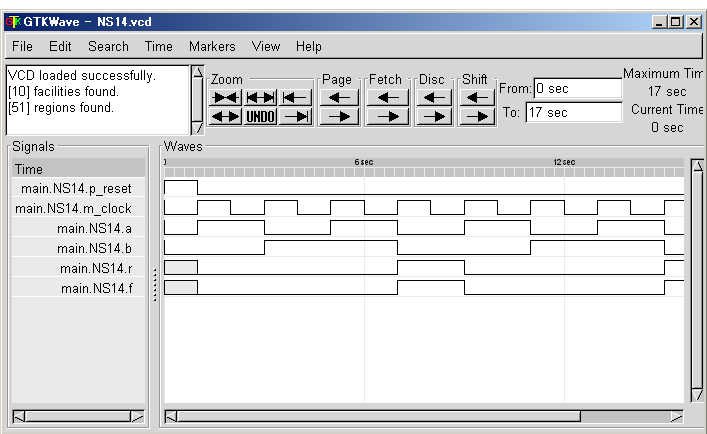 GTKWave - NS14.vcd
File Edit Search Time Markers View Help
VCD loaded successfully.
[10] facilities found.
[51] regions found.
Zoom
UNDO
Page
Fetch
Disc
Shift
From: 0 sec
To: 17 sec
Maximum Tim
17 sec
Current Time
0 sec
Signals
Waves
Time
6 sec 12 sec
main.NS14.p_reset
main.NS14.m_clock
main.NS14.a
main.NS14.b
main.NS14.r
main.NS14.f